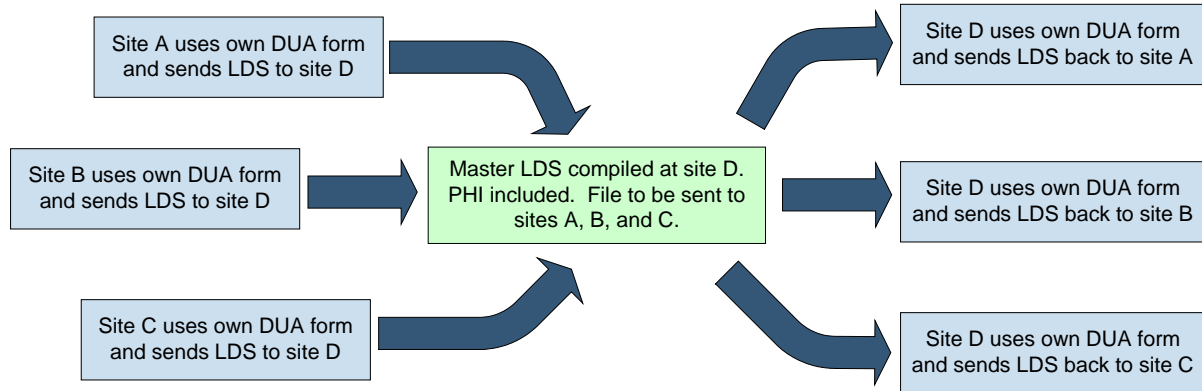 Site A uses own DUA form
and sends LDS to site D
Site B uses own DUA form
and sends LDS to site D
Site C uses own DUA form
and sends LDS to site D
Master LDS compiled at site D.
PHI included.  File to be sent to
sites A, B, and C.
Site D uses own DUA form
and sends LDS back to site A
Site D uses own DUA form
and sends LDS back to site B
Site D uses own DUA form
and sends LDS back to site C